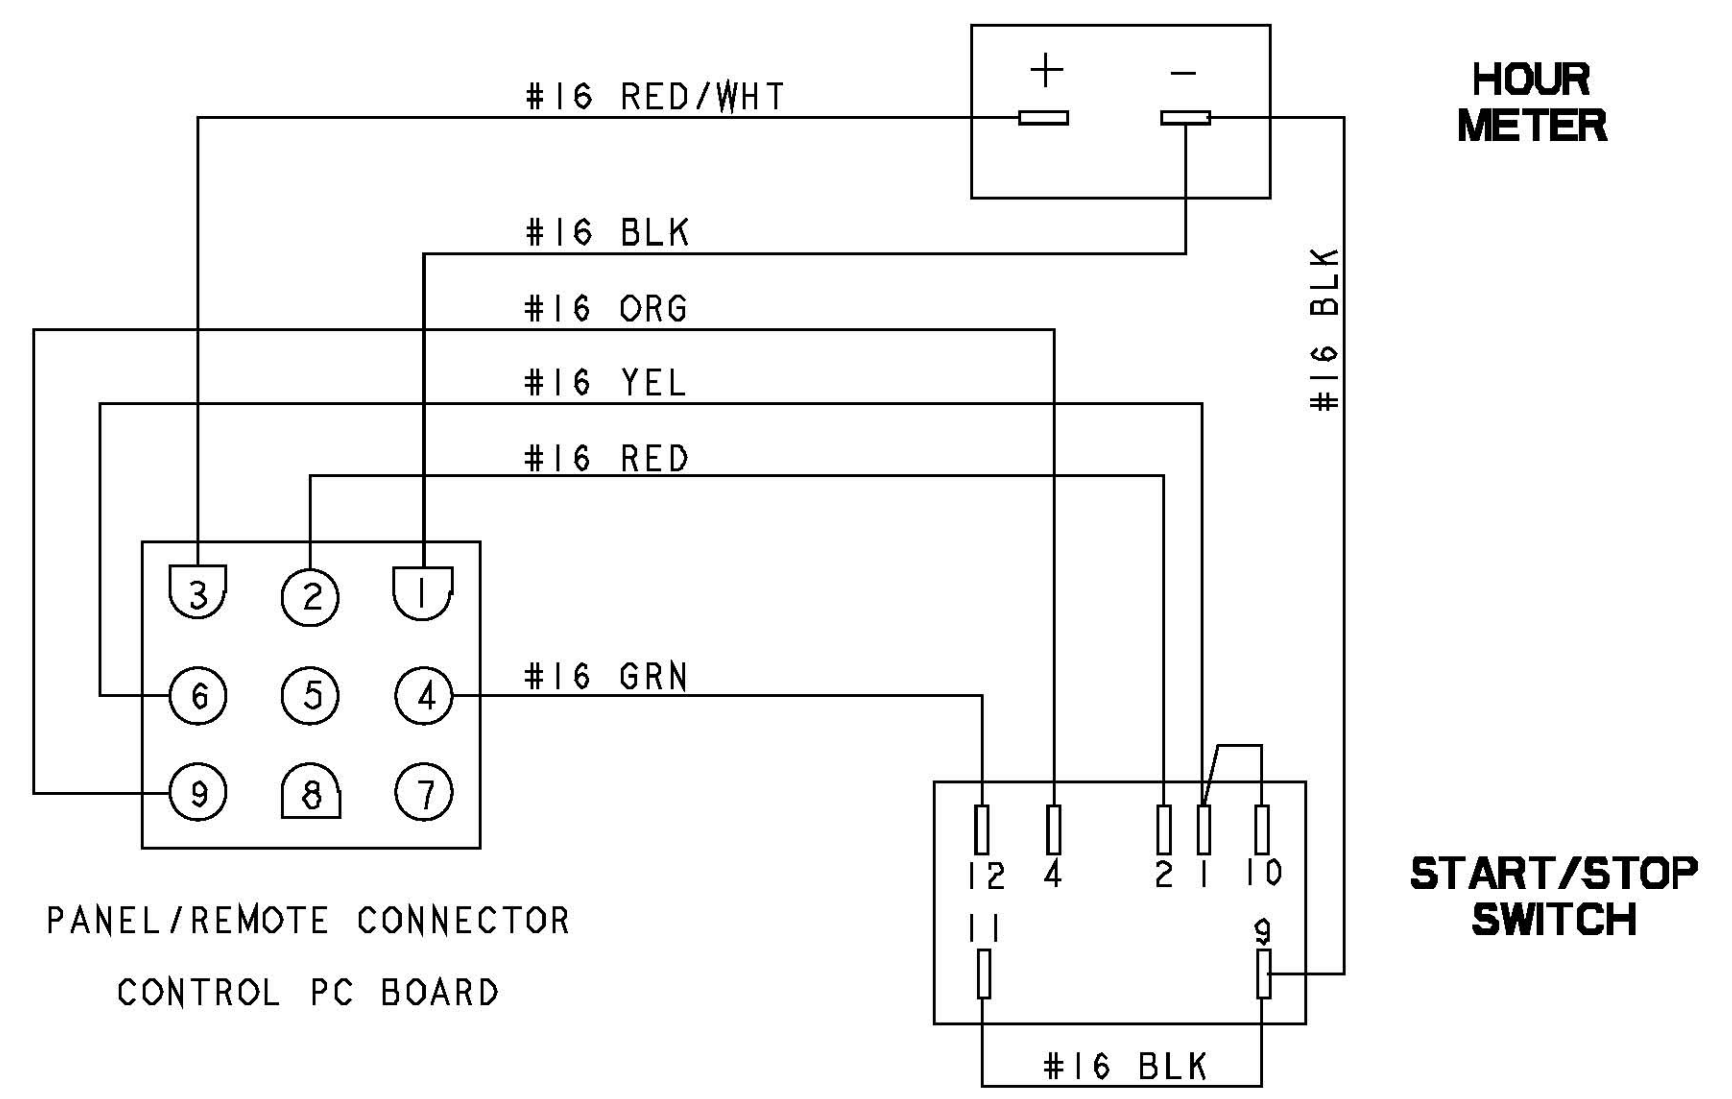 + -
HOUR
METER
#16 RED/WHT
#16 BLK
#16 BLK
#16 ORG
#16 YEL
#16 RED
3 2 1
6 5 4
#16 GRN
9 8 7
12 4 2 1 10
11 9
START/STOP
SWITCH
PANEL/REMOTE CONNECTOR
CONTROL PC BOARD
#16 BLK